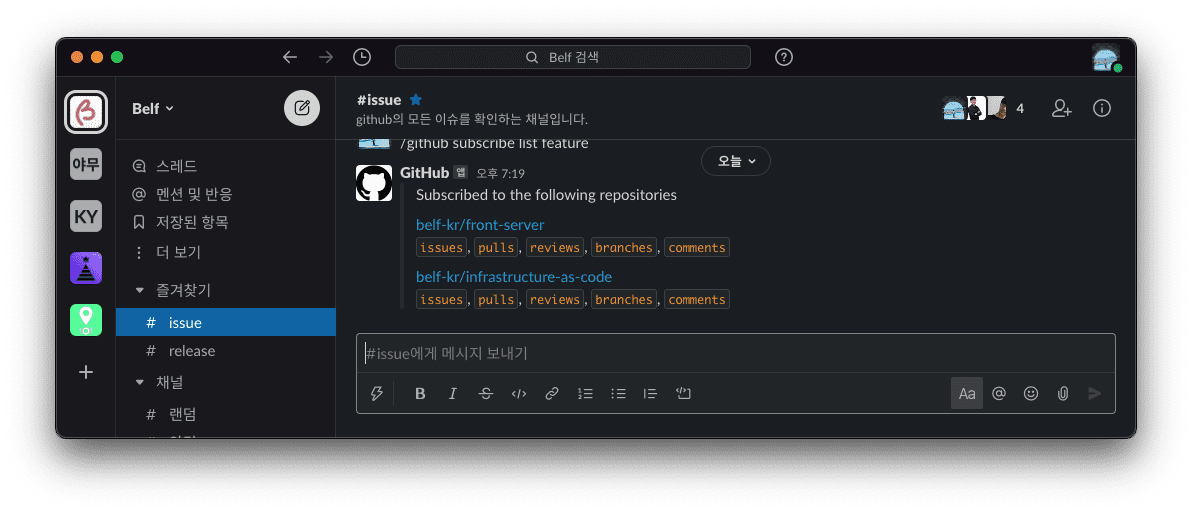 Belf 검색
Belf
야무
KY
스레드
멘션 및 반응
저장된 항목
더 보기
즐겨찾기
# issue
# release
채널
# 랜덤
#issue
github의 모든 이슈를 확인하는 채널입니다.
4
/github subscribe list feature
오늘
GitHub 앱 오후 7:19
Subscribed to the following repositories
belf-kr/front-server
issues, pulls, reviews, branches, comments
belf-kr/infrastructure-as-code
issues, pulls, reviews, branches, comments
#issue에게 메시지 보내기
B I S </> Aa @